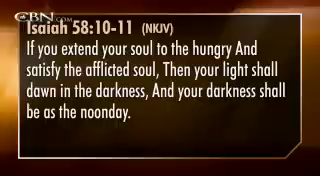 CBN.com
Isaiah 58:10-11 (NKJV)
If you extend your soul to the hungry And
satisfy the afflicted soul, Then your light shall
dawn in the darkness, And your darkness shall
be as the noonday.